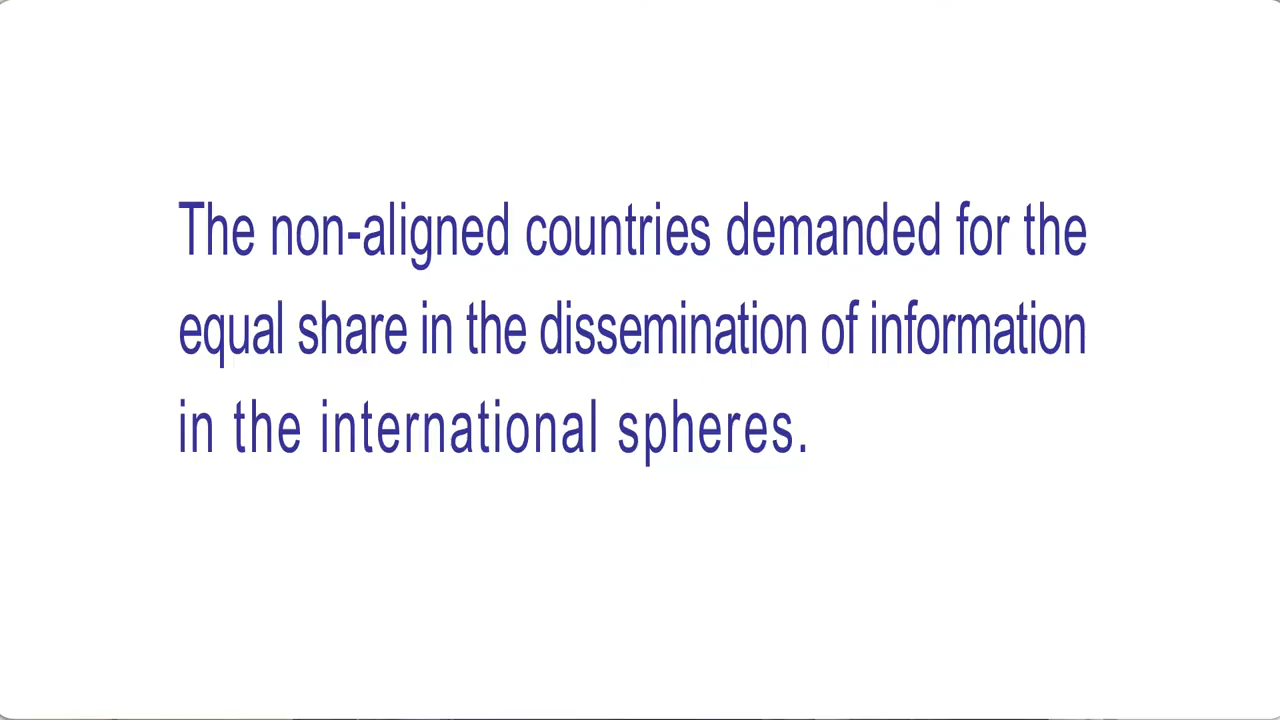 The non-aligned countries demanded for the
equal share in the dissemination of information
in the international spheres.